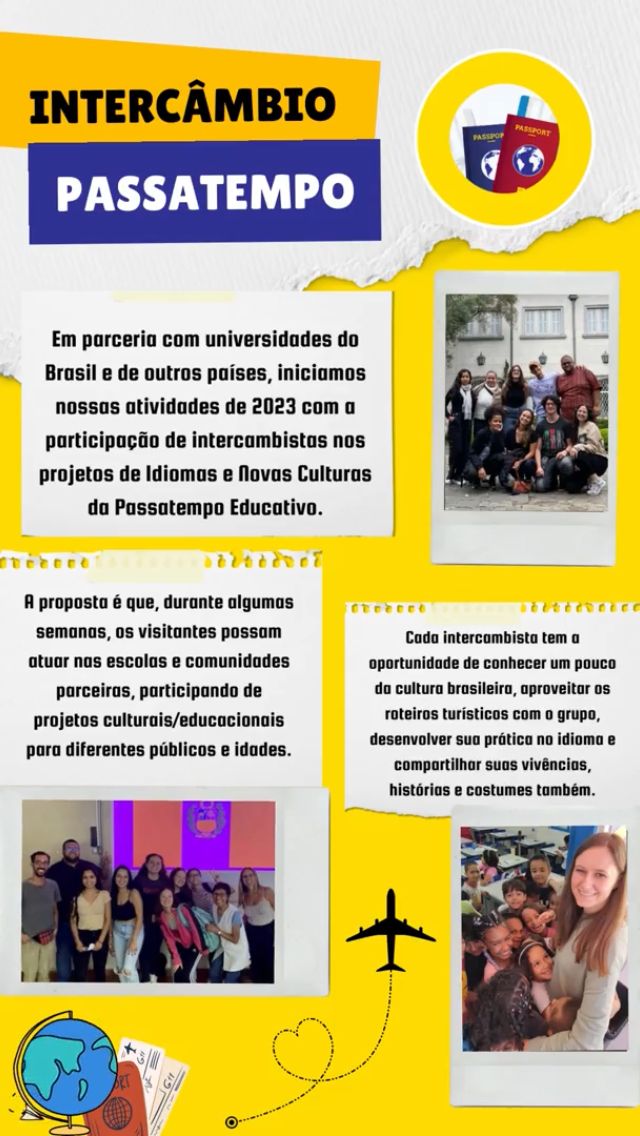 INTERCÂMBIO
PASSATEMPO
PASSPORT
Em parceria com universidades do
Brasil e de outros países, iniciamos
nossas atividades de 2023 com a
participação de intercambistas nos
projetos de Idiomas e Novas Culturas
da Passatempo Educativo.
A proposta é que, durante algumas
semanas, os visitantes possam
atuar nas escolas e comunidades
parceiras, participando de
projetos culturais/educacionais
para diferentes públicos e idades.
Cada intercambista tem a
oportunidade de conhecer um pouco
da cultura brasileira, aproveitar os
roteiros turísticos com o grupo,
desenvolver sua prática no idioma e
compartilhar suas vivências,
histórias e costumes também.